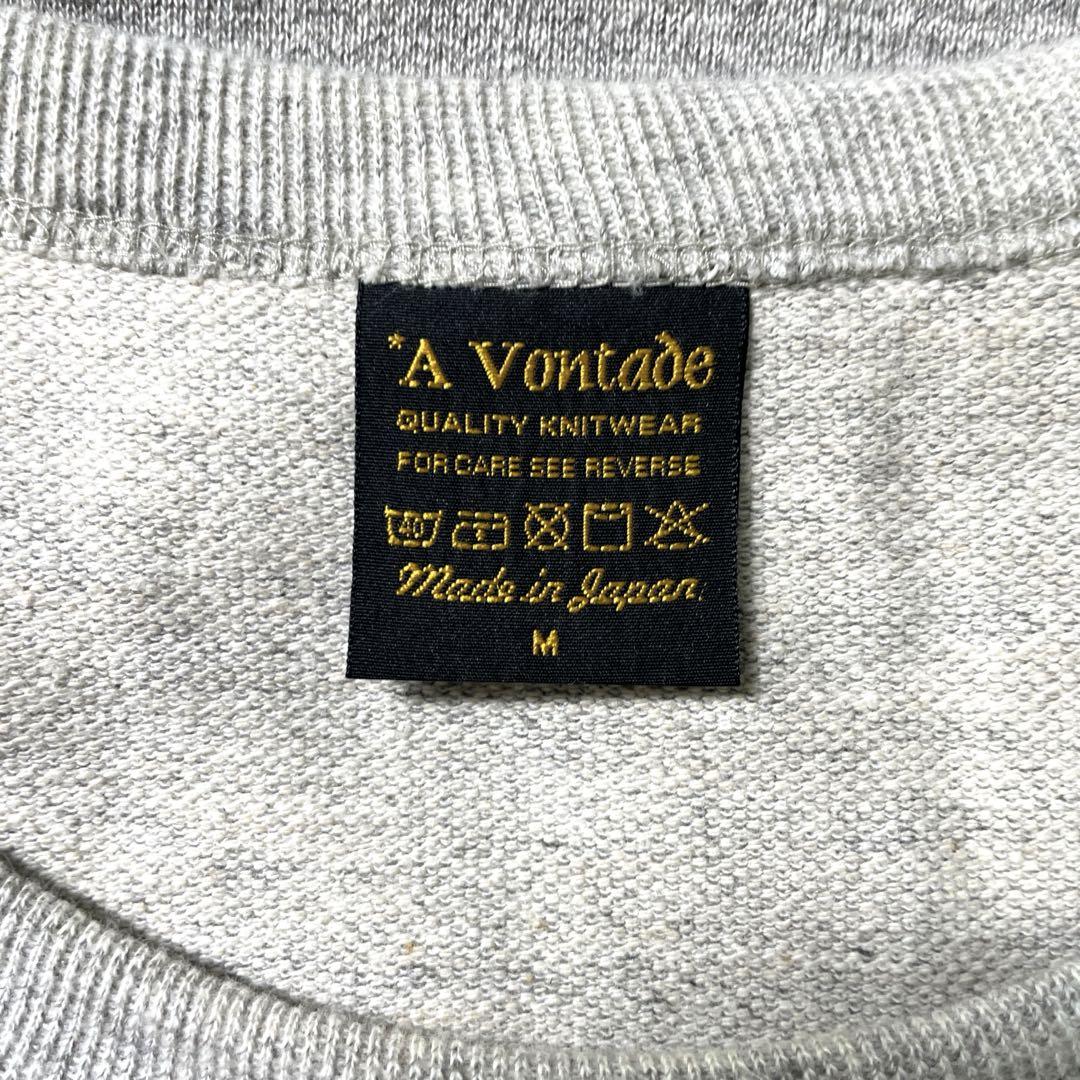 *A Vontade
QUALITY KNITWEAR
FOR CARE SEE REVERSE
40
Made in Japan
M